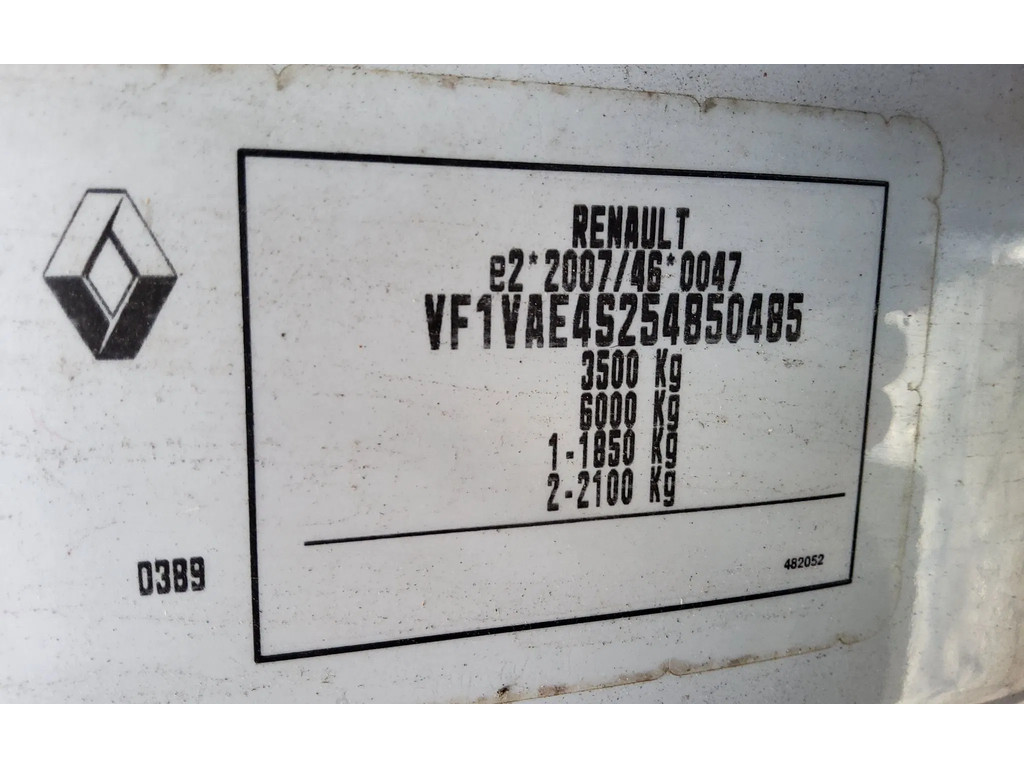 RENAULT
e2*2007/46*0047
VF1VAE4S254850485
3500 Kg
6000 Kg
1-1850 Kg
2-2100 Kg
0389
482052